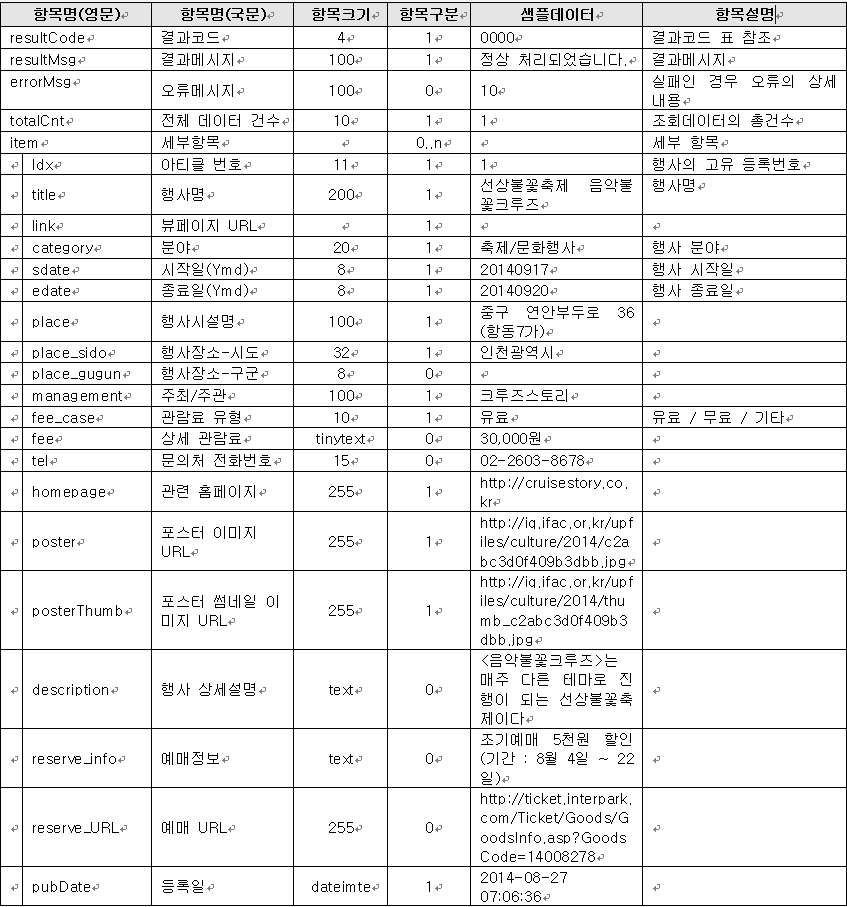 항목명(영문) 항목명(국문) 항목크기 항목구분 샘플데이터 항목설명
resultCode 결과코드 4 1 0000 결과코드 표 참조
resultMsg 결과메시지 100 1 정상 처리되었습니다. 결과메시지
errorMsg 오류메시지 100 0 10 실패인 경우 오류의 상세
내용
totalCnt 전체 데이터 건수 10 1 1 조회데이터의 총건수
item 세부항목 0..n 세부 항목
Idx 아티클 번호 11 1 1 행사의 고유 등록번호
title 행사명 200 1 선상불꽃축제 음악불 행사명
꽃크루즈
link 뷰페이지 URL 1
category 분야 20 1 축제/문화행사 행사 분야
sdate 시작일(Ymd) 8 1 20140917 행사 시작일
edate 종료일(Ymd) 8 1 20140920 행사 종료일
place 행사시설명 100 1 중구 연안부두로 36
(항동7가)
place_sido 행사장소-시도 32 1 인천광역시
place_gugun 행사장소-구군 8 0
management 주최/주관 100 1 크루즈스토리
fee_case 관람료 유형 10 1 유료 유료 / 무료 / 기타
fee 상세 관람료 tinytext 0 30,000원
tel 문의처 전화번호 15 0 02-2603-8678
homepage 관련 홈페이지 255 1 http://cruisestory.co.
kr
poster 포스터 이미지
URL 255 1 http://iq.ifac.or.kr/upf
iles/culture/2014/c2a
bc3d0f409b3dbb.jpg
posterThumb 포스터 썸네일 이
미지 URL 255 1 http://iq.ifac.or.kr/upf
iles/culture/2014/thu
mb_c2abc3d0f409b3
dbb.jpg
description 행사 상세설명 text 0 <음악불꽃크루즈>는
매주 다른 테마로 진
행이 되는 선상불꽃축
제이다
reserve_info 예매정보 text 0 조기예매 5천원 할인
(기간 : 8월 4일 ~ 22
일)
reserve_URL 예매 URL 255 0 http://ticket.interpark.
com/Ticket/Goods/G
oodsInfo.asp?Goods
Code=14008278
pubDate 등록일 dateimte 1 2014-08-27
07:06:36